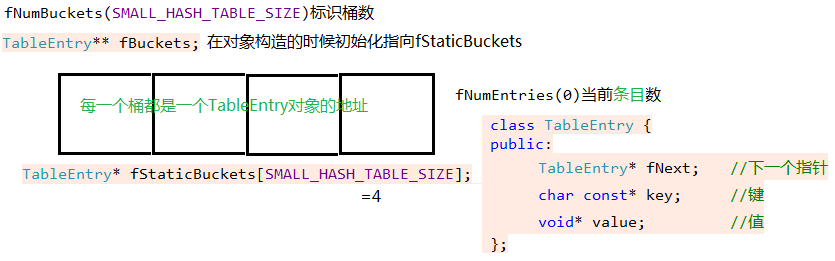 fNumBuckets(SMALL_HASH_TABLE_SIZE)标识桶数
TableEntry** fBuckets; 在对象构造的时候初始化指向fStaticBuckets
每一个桶都是一个TableEntry对象的地址
TableEntry* fStaticBuckets[SMALL_HASH_TABLE_SIZE];
=4
fNumEntries(0)当前条目数
class TableEntry {
public:
TableEntry* fNext; //下一个指针
char const* key; //键
void* value; //值
};